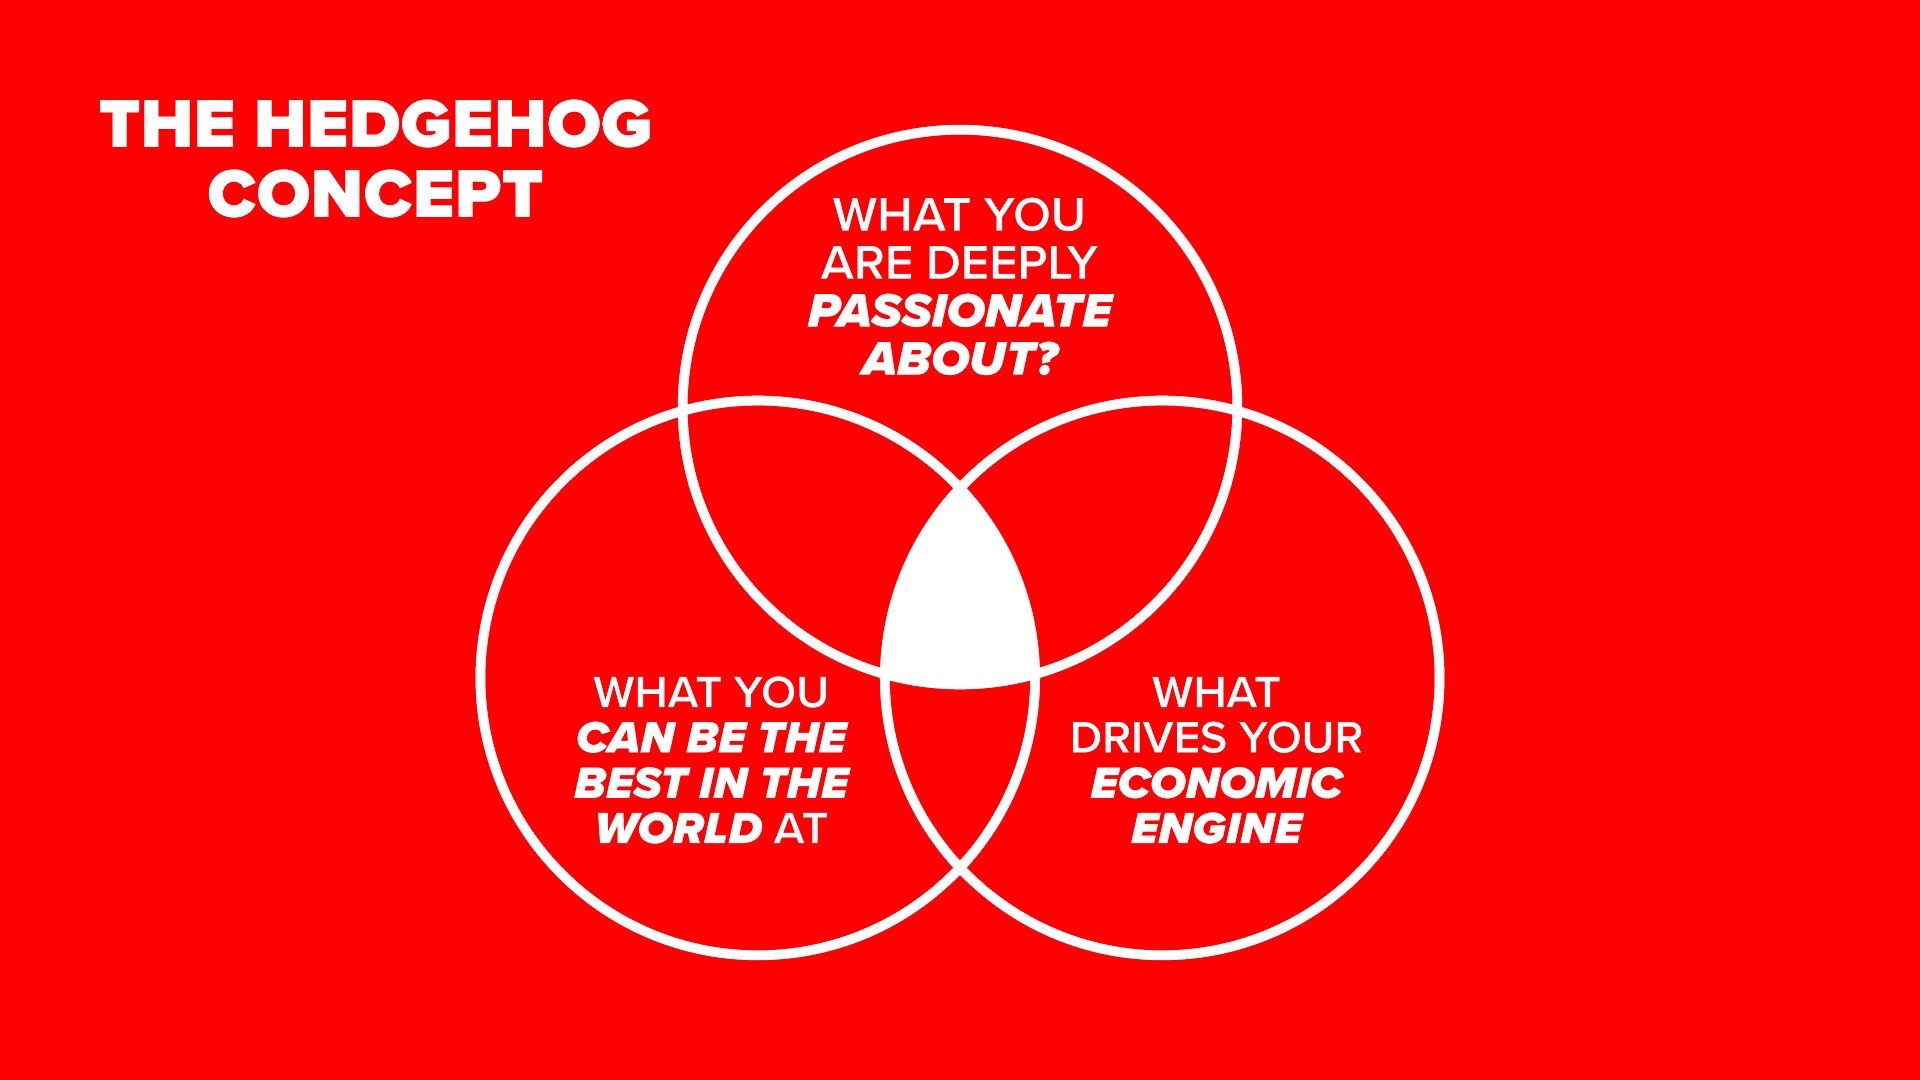 THE HEDGEHOG
CONCEPT
WHAT YOU
ARE DEEPLY
PASSIONATE
ABOUT?
WHAT YOU
CAN BE THE
BEST IN THE
WORLD AT
WHAT
DRIVES YOUR
ECONOMIC
ENGINE